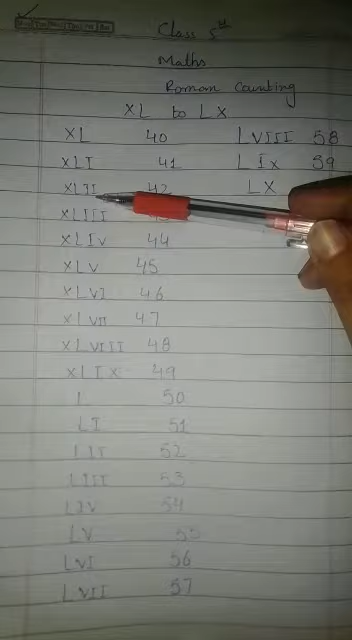 Class 5th
Maths
Roman Counting
XL to LX
XL 40 LVIII 58
XLI 41 LIX 59
XLII 42 LX
XLIII
XLIV 44
XLV 45
XLVI 46
XLVII 47
XLVIII 48
XLIX 49
L 50
LI 51
LII 52
LIII 53
LIV 54
LV 55
LVI 56
LVII 57